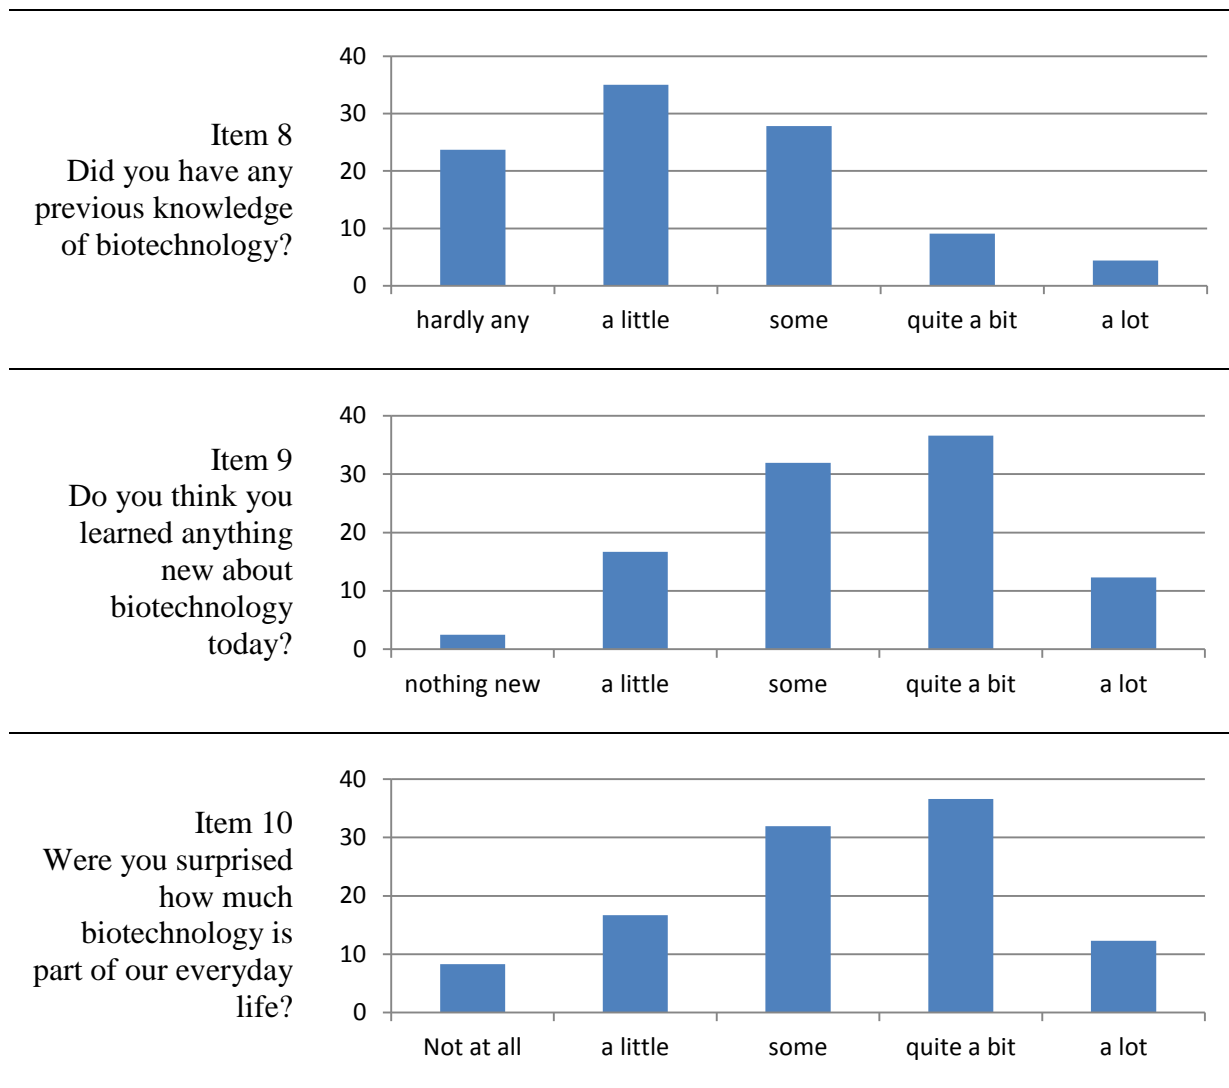 Item 8
Did you have any
previous knowledge
of biotechnology?
40
30
20
10
0
hardly any a little some quite a bit a lot
Item 9
Do you think you
learned anything
new about
biotechnology
today?
40
30
20
10
0
nothing new a little some quite a bit a lot
Item 10
Were you surprised
how much
biotechnology is
part of our everyday
life?
40
30
20
10
0
Not at all a little some quite a bit a lot